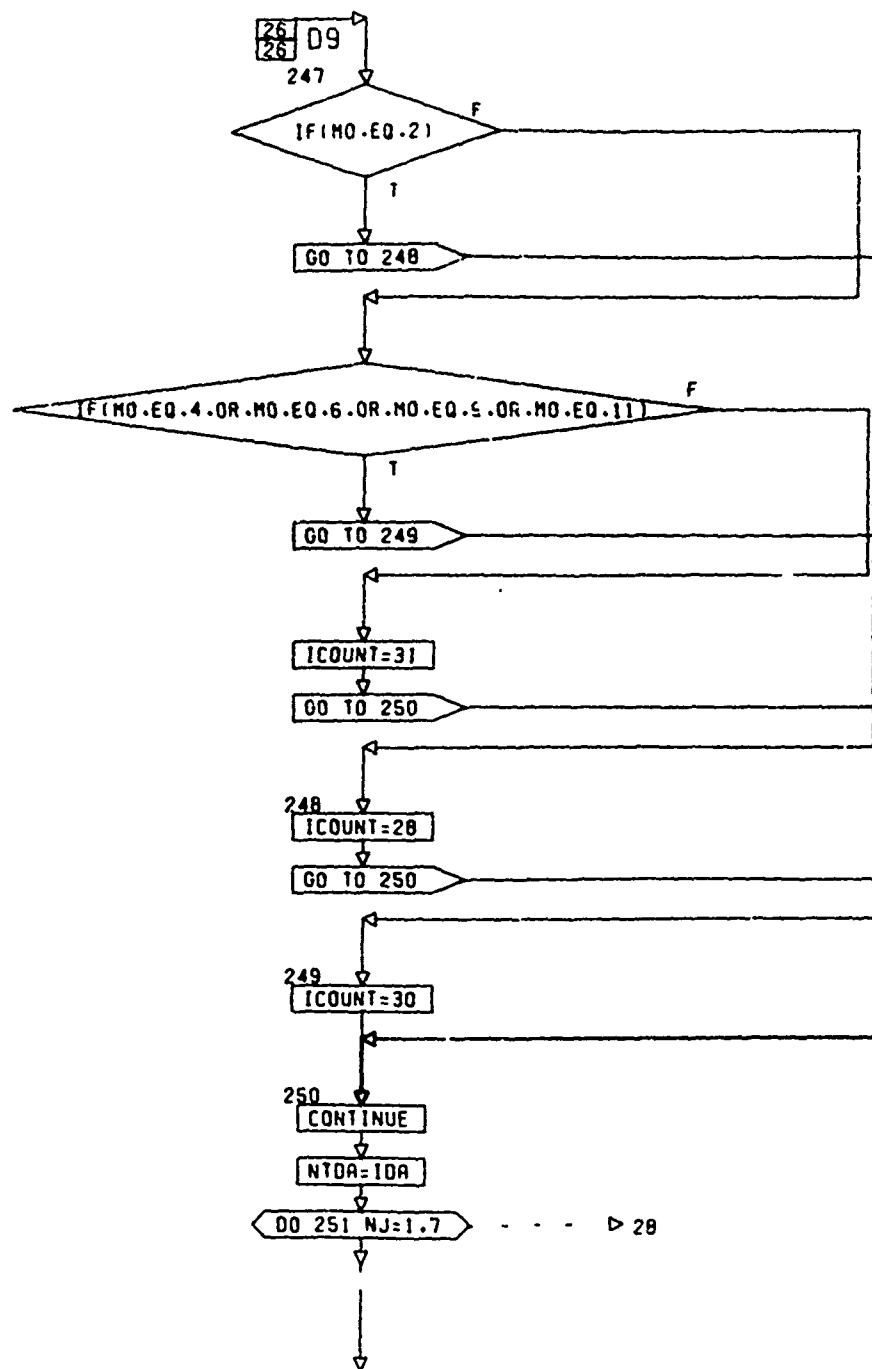 26
26 D9
247
IF(MO.EQ.2)
F
T
GO TO 248
IF(MO.EQ.4.OR.MO.EQ.6.OR.MO.EQ.9.OR.MO.EQ.11)
F
T
GO TO 249
ICOUNT=31
GO TO 250
248
ICOUNT=28
GO TO 250
249
ICOUNT=30
250
CONTINUE
NTDA=IDA
DO 251 NJ=1,7
28